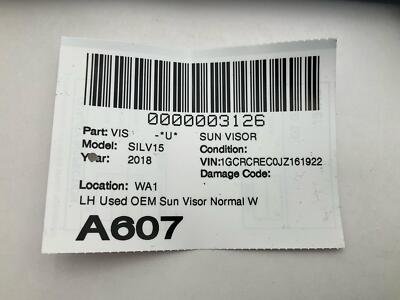 0000003126
Part: VIS -*U* SUN VISOR
Model: SILV15 Condition:
Year: 2018 VIN:1GCRCREC0JZ161922
Damage Code:
Location: WA1
LH Used OEM Sun Visor Normal W
A607